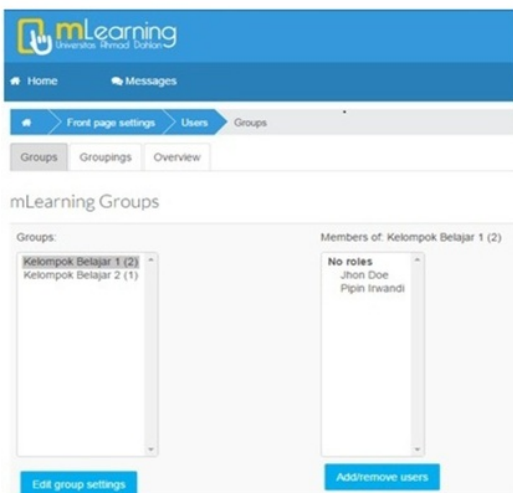 mLearning
Universitas Ahmad Dahlan
Home Messages
Front page settings Users Groups
Groups Groupings Overview
mLearning Groups
Groups:
Kelompok Belajar 1 (2)
Kelompok Belajar 2 (1)
Edit group settings
Members of: Kelompok Belajar 1 (2)
No roles
Jhon Doe
Pipin Irwandi
Add/remove users